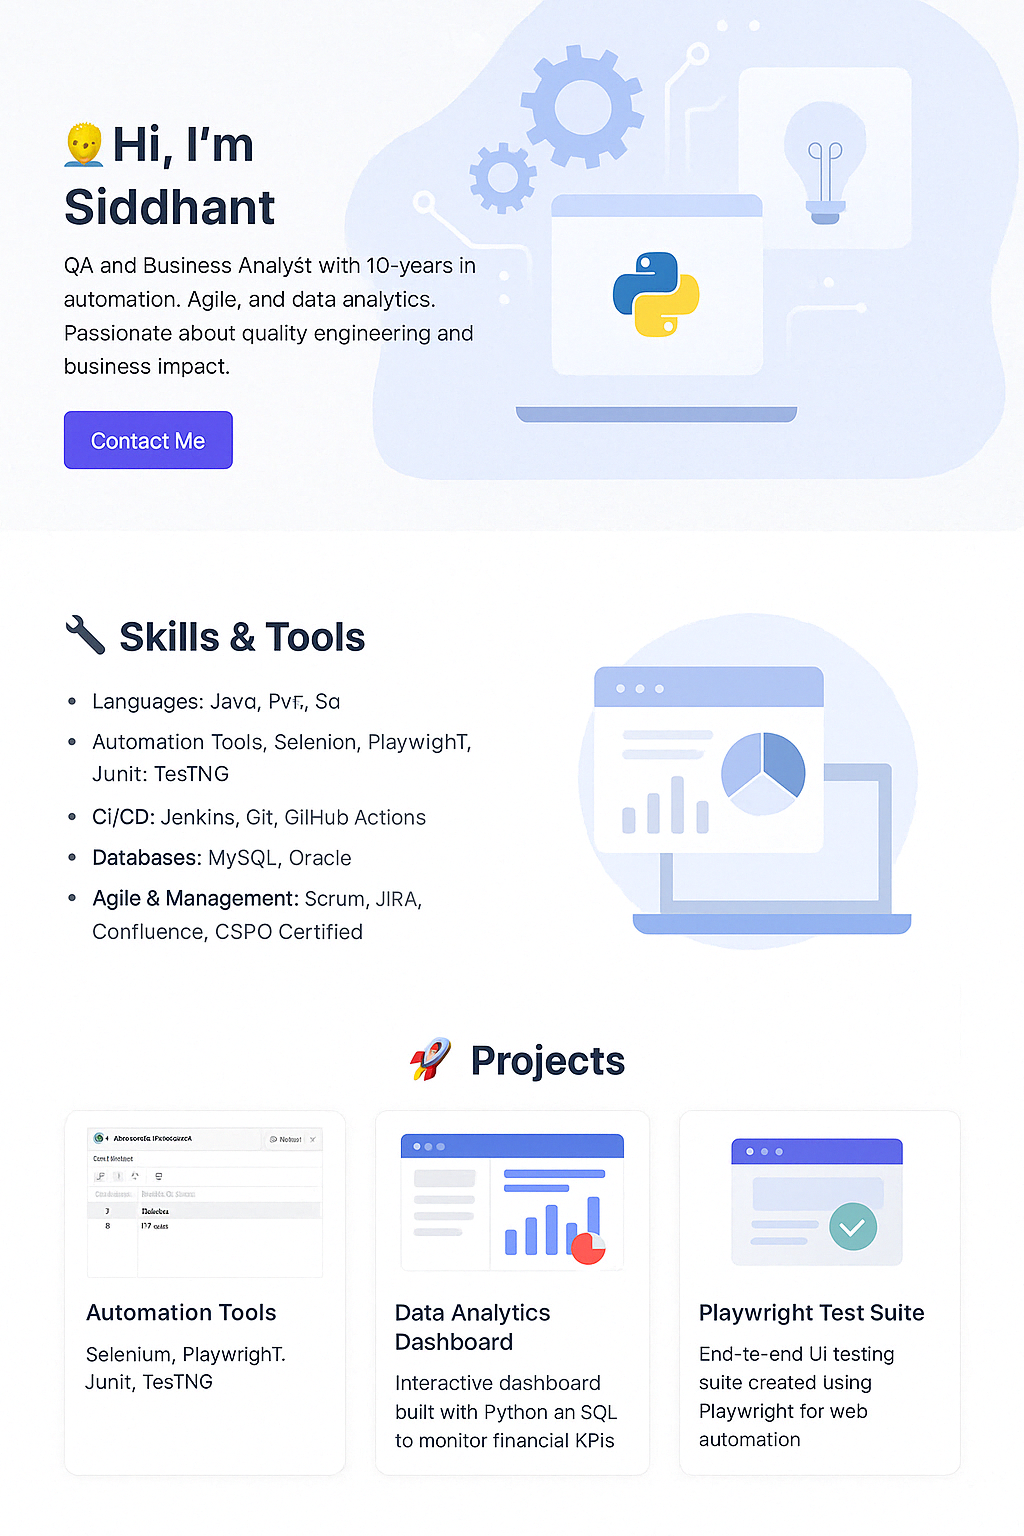 Hi, I'm
Siddhant
QA and Business Analyśt with 10-years in
automation. Agile, and data analytics.
Passionate about quality engineering and
business impact.
Contact Me
Skills & Tools
• Languages: Java, Sq
• Automation Tools, Selenion, PlaywighT,
Junit: TesTNG
• Ci/CD: Jenkins, Git, GilHub Actions
• Databases: MySQL, Oracle
• Agile & Management: Scrum, JIRA,
Confluence, CSPO Certified
Projects
3
8
Automation Tools
Selenium, PlaywrighT.
Junit, TesTNG
Data Analytics
Dashboard
Interactive dashboard
built with Python an SQL
to monitor financial KPis
Playwright Test Suite
End-te-end Ui testing
suite created using
Playwright for web
automation